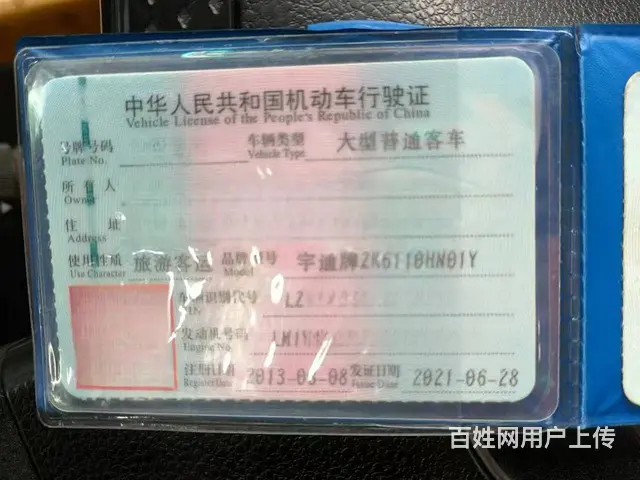 中华人民共和国机动车行驶证
Vehicle License of the People's Republic of China
号牌号码 车辆类型 大型普通客车
Plate No. Vehicle Type
所有人
Owner
住址
Address
使用性质 旅游客运 品牌型号 宇通牌ZK6110HN01Y
Use Character Model
车辆识别代号 LZ
VIN
发动机号码
Engine No.
注册日期 2013-03-08 发证日期 2021-06-28
Register Date Issue Date
百姓网用户上传